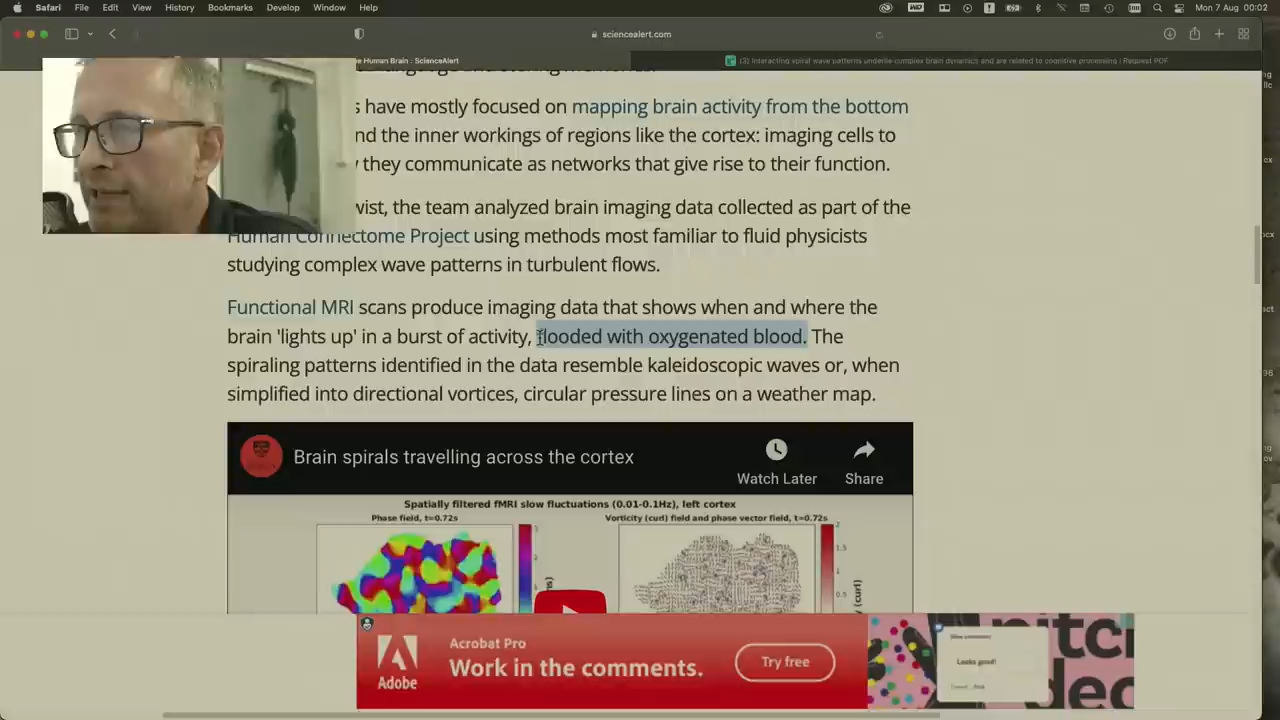 Safari File Edit View History Bookmarks Develop Window Help Mon 7 Aug 00:02
sciencealert.com
e Human Brain : ScienceAlert
(3) Interacting spiral wave patterns underlie complex brain dynamics and are related to cognitive processing | Request PDF
s have mostly focused on mapping brain activity from the bottom
nd the inner workings of regions like the cortex: imaging cells to
y they communicate as networks that give rise to their function.
wist, the team analyzed brain imaging data collected as part of the
Human Connectome Project using methods most familiar to fluid physicists
studying complex wave patterns in turbulent flows.
Functional MRI scans produce imaging data that shows when and where the
brain 'lights up' in a burst of activity, flooded with oxygenated blood. The
spiraling patterns identified in the data resemble kaleidoscopic waves or, when
simplified into directional vortices, circular pressure lines on a weather map.
Brain spirals travelling across the cortex
Watch Later
Share
Spatially filtered fMRI slow fluctuations (0.01-0.1Hz), left cortex
Phase field, t=0.72s
Vorticity (curl) field and phase vector field, t=0.72s
2
1.5
1
0.5
(curl)
Adobe
Acrobat Pro
Work in the comments.
Try free
Looks good!